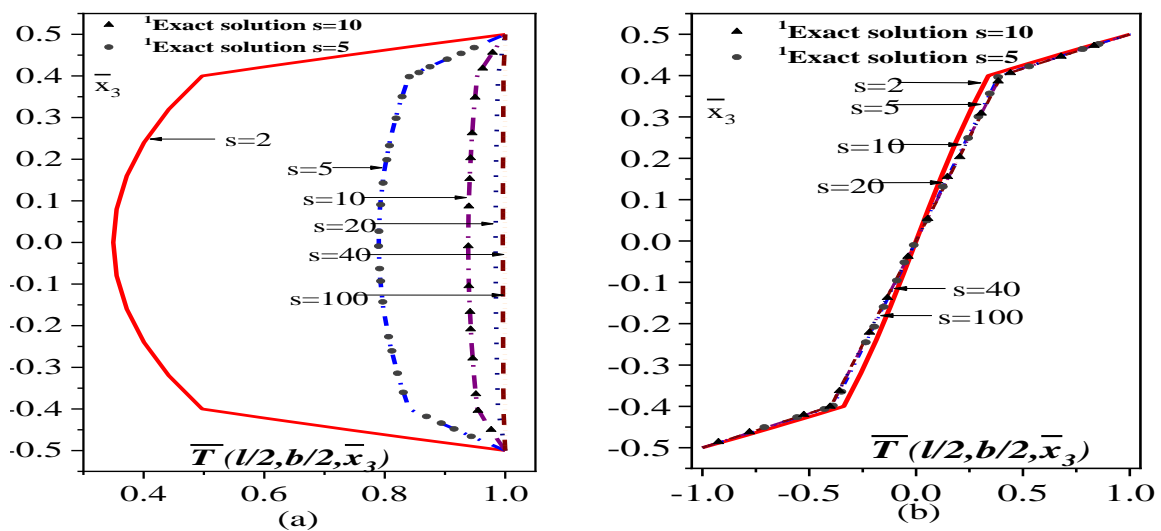 ¹Exact solution s=10
¹Exact solution s=5
x̅₃
0.5
0.4
0.3
0.2
0.1
0.0
-0.1
-0.2
-0.3
-0.4
-0.5
s=2
s=5
s=10
s=20
s=40
s=100
T̅ (l/2,b/2,x̅₃)
0.4 0.6 0.8 1.0
(a)
¹Exact solution s=10
¹Exact solution s=5
x̅₃
0.5
0.4
0.3
0.2
0.1
0.0
-0.1
-0.2
-0.3
-0.4
-0.5
s=2
s=5
s=10
s=20
s=40
s=100
T̅ (l/2,b/2,x̅₃)
-1.0 -0.5 0.0 0.5 1.0
(b)